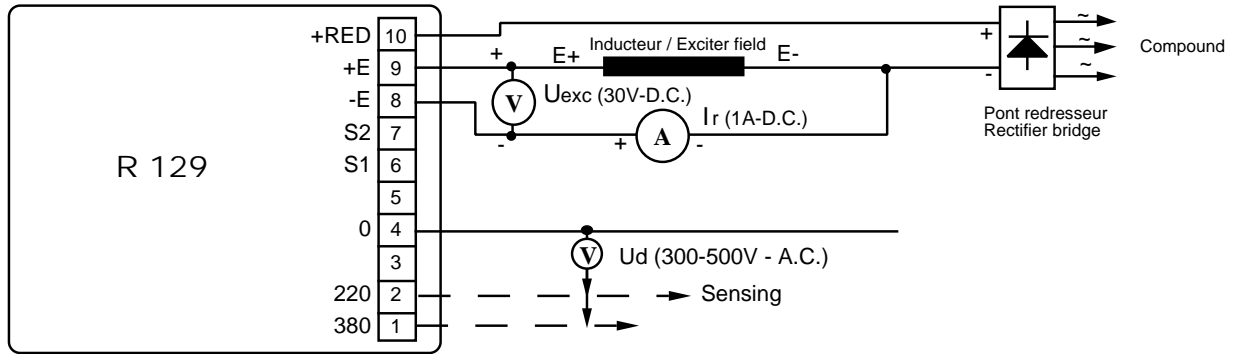 R 129
+RED 10
+E 9
-E 8
S2 7
S1 6
5
0 4
3
220 2
380 1
+ E+ Inducteur / Exciter field E-
V Uexc (30V-D.C.)
- + A - Ir (1A-D.C.)
+
-
~
~
~
Compound
Pont redresseur
Rectifier bridge
V Ud (300-500V - A.C.)
Sensing